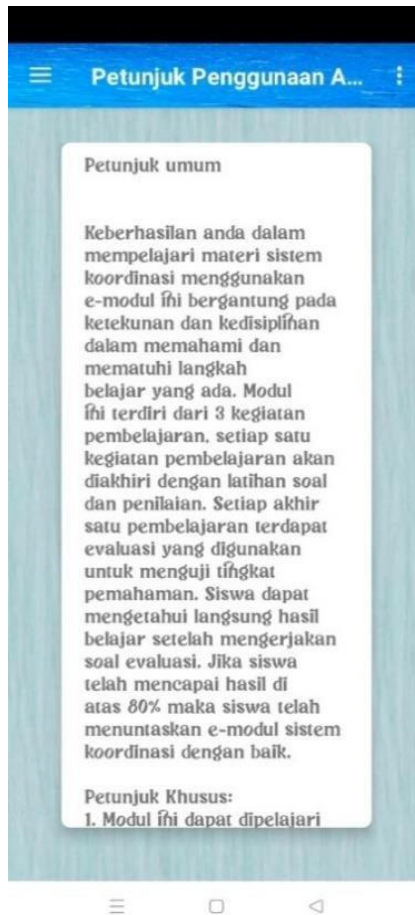 Petunjuk Penggunaan A...
Petunjuk umum
Keberhasilan anda dalam
mempelajari materi sistem
koordinasi menggunakan
e-modul ini bergantung pada
ketekunan dan kedisiplinan
dalam memahami dan
mematuhi langkah
belajar yang ada. Modul
ini terdiri dari 3 kegiatan
pembelajaran, setiap satu
kegiatan pembelajaran akan
diakhiri dengan latihan soal
dan penilaian. Setiap akhir
satu pembelajaran terdapat
evaluasi yang digunakan
untuk menguji tingkat
pemahaman. Siswa dapat
mengetahui langsung hasil
belajar setelah mengerjakan
soal evaluasi. Jika siswa
telah mencapai hasil di
atas 80% maka siswa telah
menuntaskan e-modul sistem
koordinasi dengan baik.
Petunjuk Khusus:
1. Modul ini dapat dipelajari